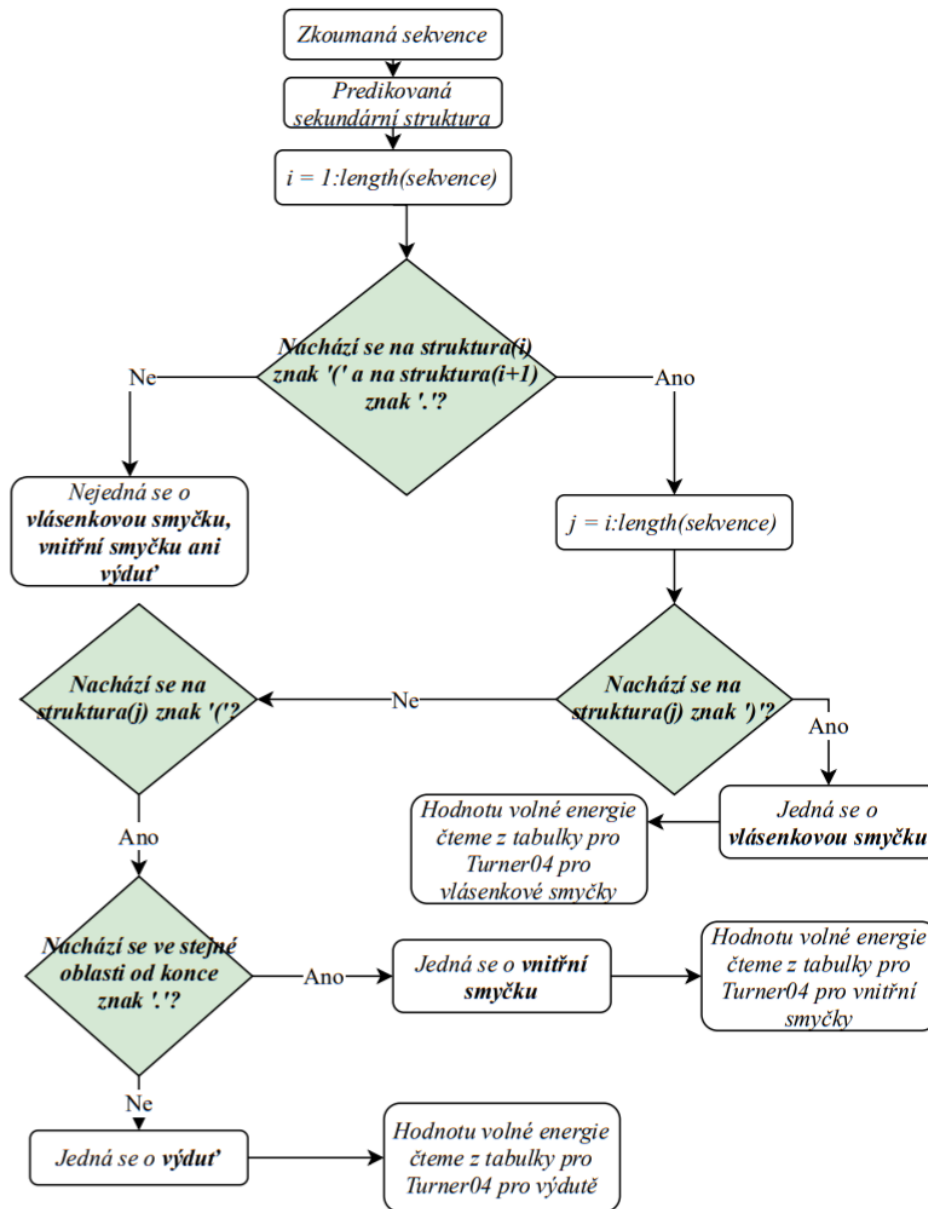 Zkoumaná sekvence
Predikovaná
sekundární struktura
i = 1:length(sekvence)
Nachází se na struktura(i)
znak '(' a na struktura(i+1)
znak '.'?
Ne
Ano
Nejedná se o
vlásenkovou smyčku,
vnitřní smyčku ani
výduť
j = i:length(sekvence)
Nachází se na
struktura(j) znak '('?
Ne
Nachází se na
struktura(j) znak ')'?
Ano
Hodnotu volné energie
čteme z tabulky pro
Turner04 pro
vlásenkové smyčky
Jedná se o
vlásenkovou smyčku
Ano
Nachází se ve stejné
oblasti od konce
znak '.'?
Ano
Jedná se o vnitřní
smyčku
Hodnotu volné energie
čteme z tabulky pro
Turner04 pro vnitřní
smyčky
Ne
Jedná se o výduť
Hodnotu volné energie
čteme z tabulky pro
Turner04 pro výdutě